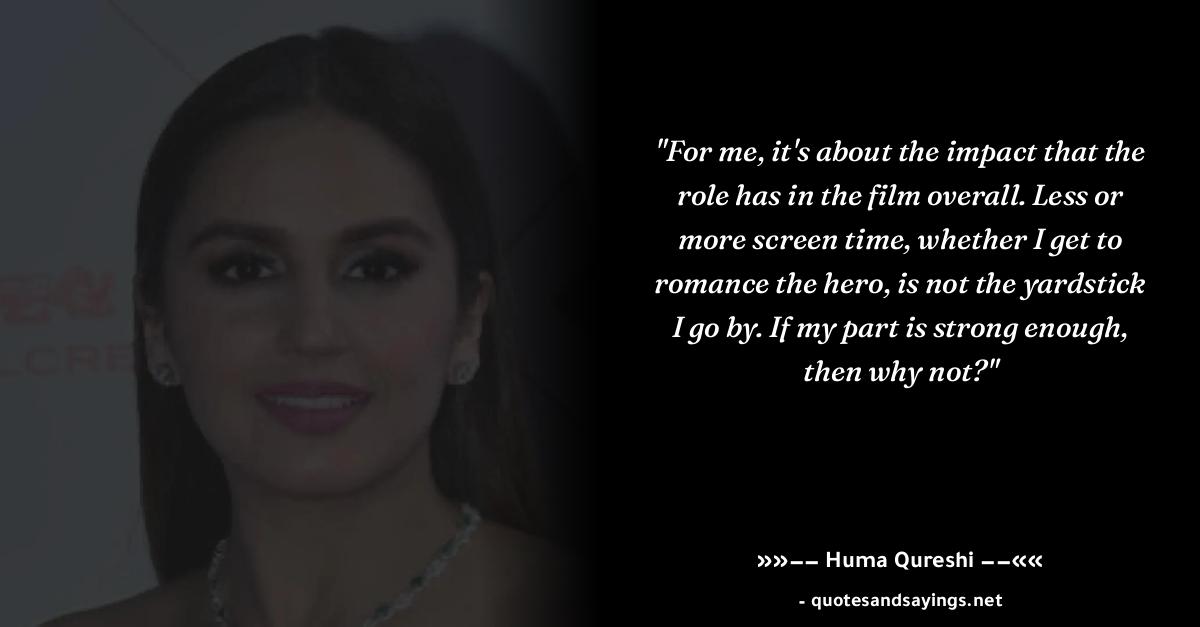 "For me, it's about the impact that the
role has in the film overall. Less or
more screen time, whether I get to
romance the hero, is not the yardstick
I go by. If my part is strong enough,
then why not?"
»»−− Huma Qureshi −−««
- quotesandsayings.net